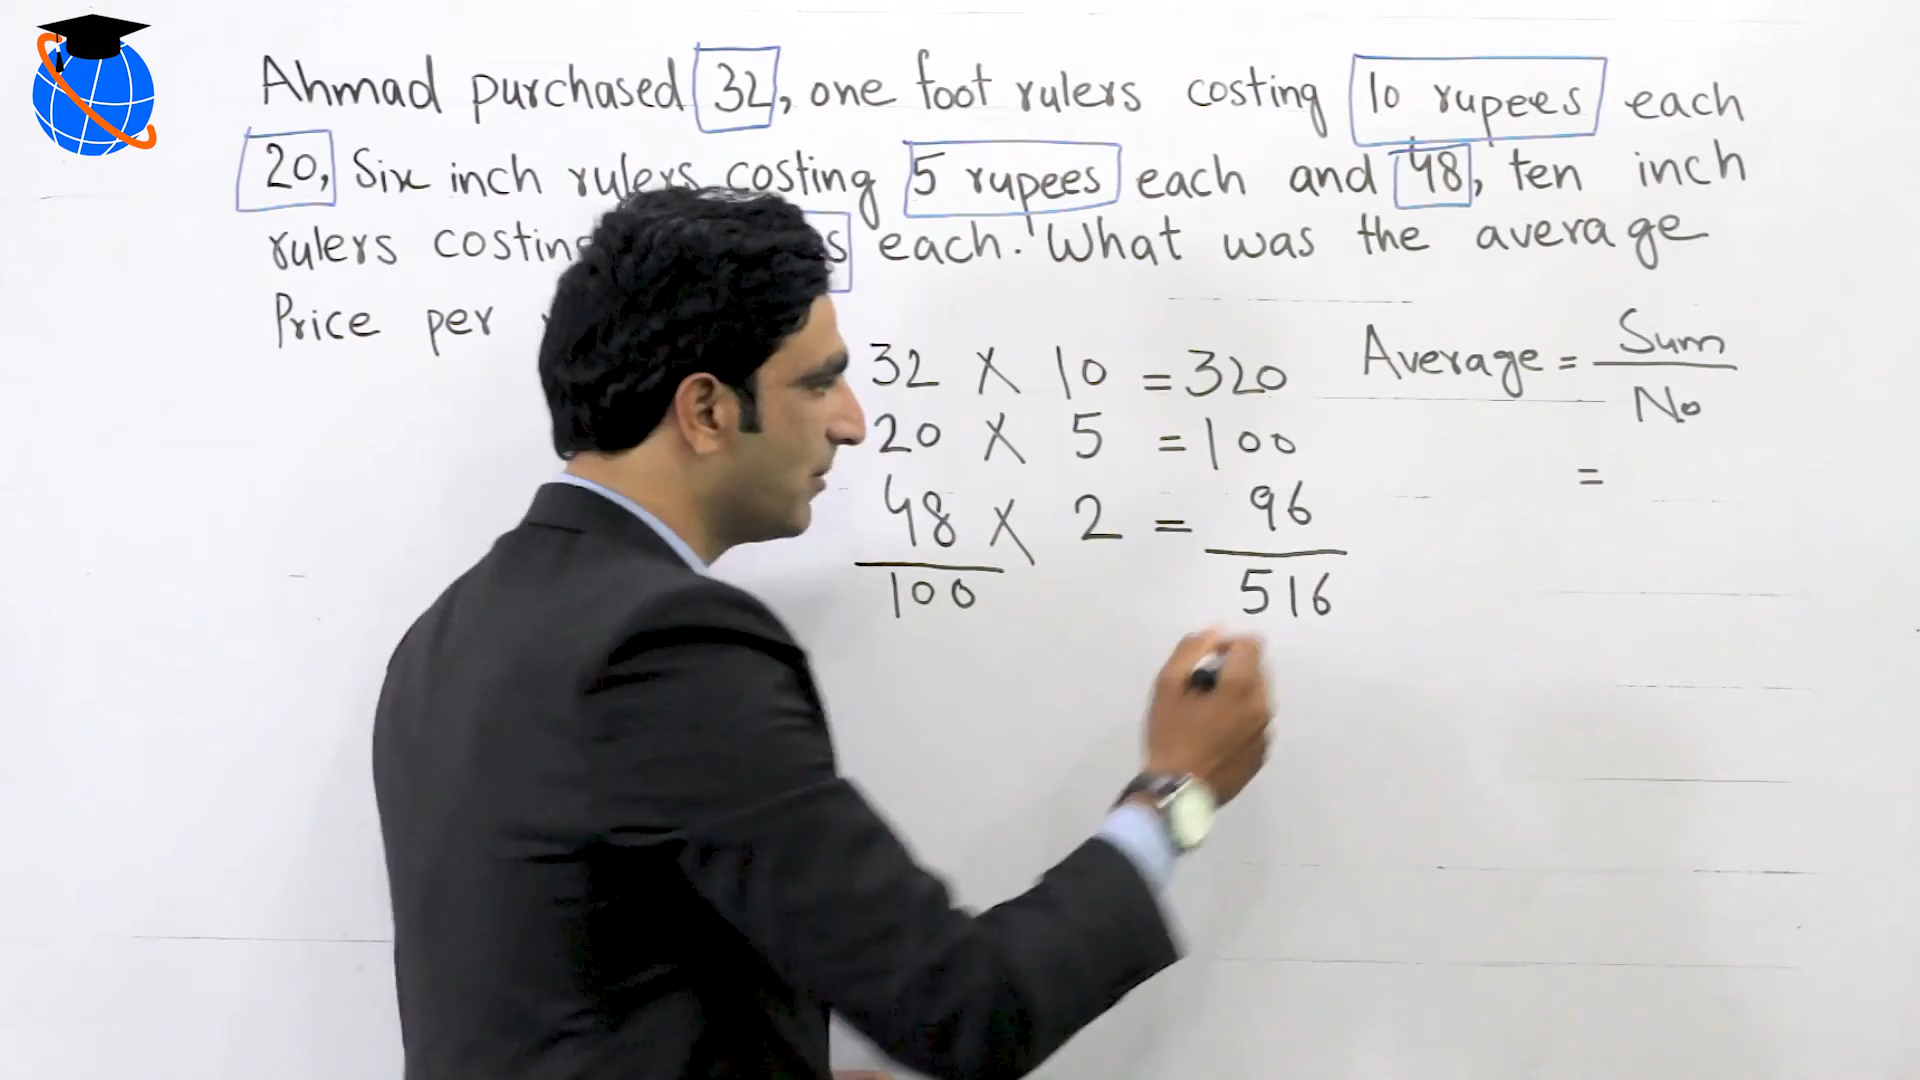 Ahmad purchased 32, one foot rulers costing 10 rupees each
20, Six inch rulers costing 5 rupees each and 48, ten inch
rulers each. What was the average
Price per
32 X 10 = 320
20 X 5 = 100
48 X 2 = 96
100 516
Average = Sum
No
=